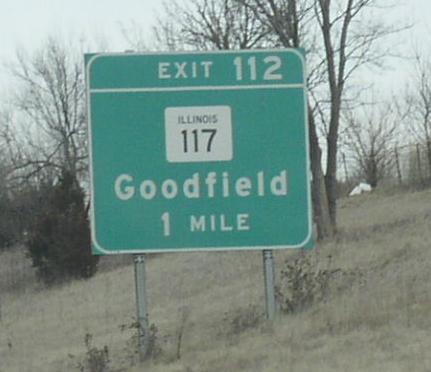 EXIT 112
ILLINOIS
117
Goodfield
1 MILE